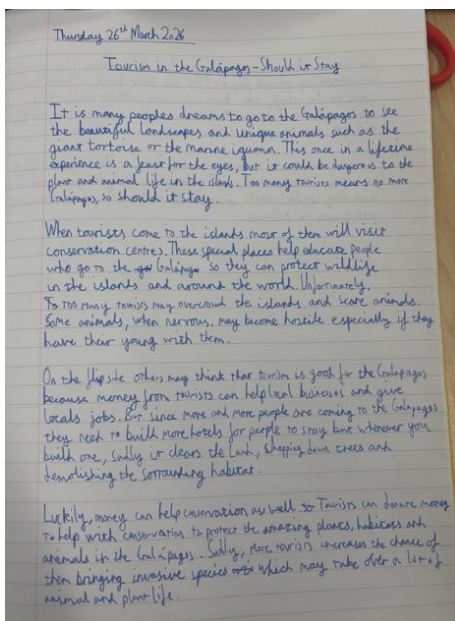 Thursday 26th March 2026
Tourism in the Galápagos - Should it Stay
It is many peoples dreams to go to the Galápagos to see
the beautiful landscapes and unique animals such as the
giant tortoise or the marine iguana. This once in a lifetime
experience is a feast for the eyes, but it could be dangerous to the
plant and animal life in the islands. Too many tourists means no more
Galápagos, so should it stay.
When tourists come to the islands most of them will visit
conservation centres. These special places help educate people
who go to the Galápagos so they can protect wildlife
in the islands and around the world. Unfortunately,
Too many tourists may overcrowd the islands and scare animals.
Some animals, when nervous, may become hostile especially if they
have their young with them.
On the flipsite others may think that tourism is good for the Galapagos
because money from tourists can help local busineses and give
locals jobs. But since more and more people are coming to the Galápagos
they need to build more hotels for people to stay but whenever you
build one, sadly it clears the land, chopping down trees and
demolishing the sorrounding habitat.
Luckily, money can help conservation as well so Tourists can donate money
to help with conservation to protect the amazing plants, habitats and
animals in the Galápagos. Sadly, more tourists increases the chance of
them bringing invasive species which may take over a lot of
animal and plant life.